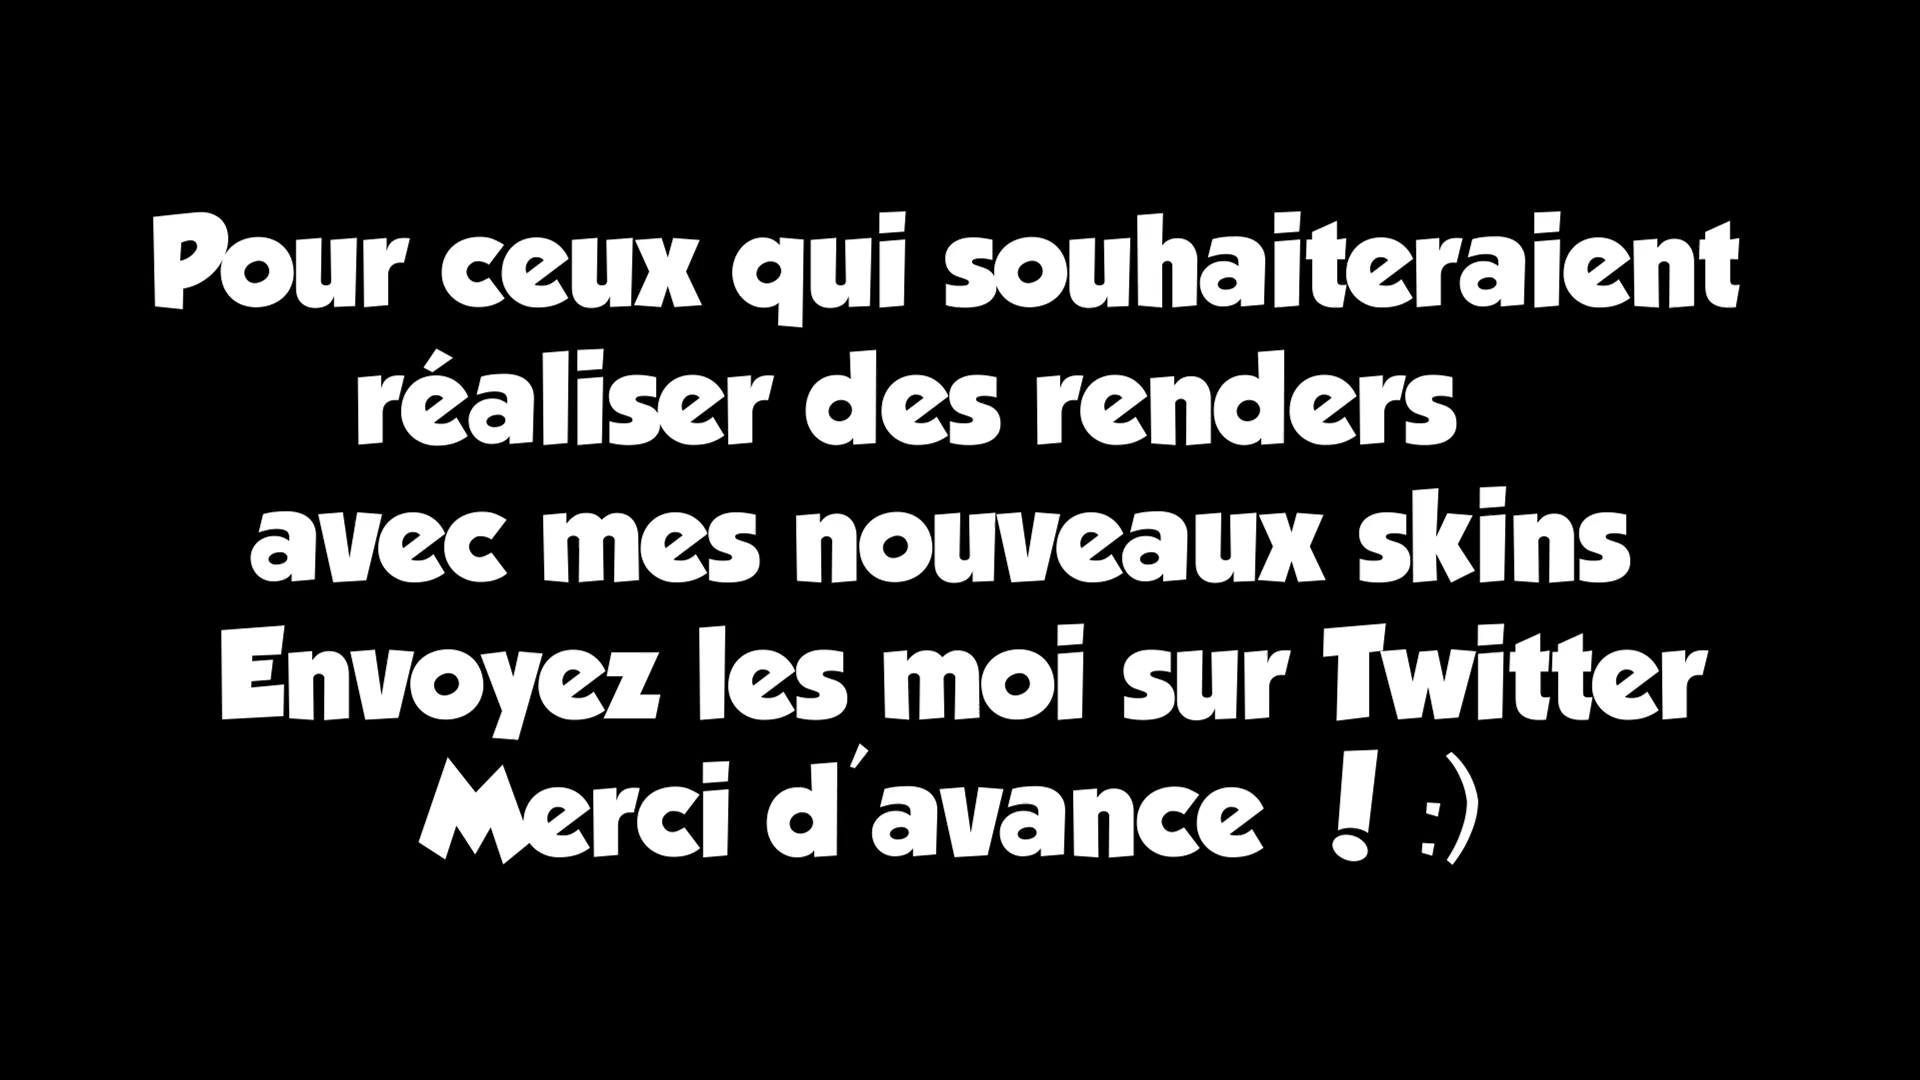 Pour ceux qui souhaiteraient
réaliser des renders
avec mes nouveaux skins
Envoyez les moi sur Twitter
Merci d'avance ! :)